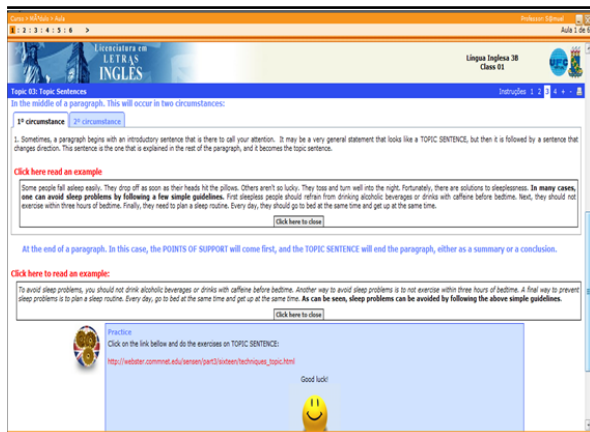 Curso > MÃ³dulo > Aula
Professor: S@muel
1 : 2 : 3 : 4 : 5 : 6 >
Aula 1 de 6
Licenciatura em
LETRAS
INGLÊS
Língua Inglesa 3B
Class 01
UFC
Topic 03: Topic Sentences
Instruções 1 2 3 4 + -
In the middle of a paragraph. This will occur in two circumstances:
1º circumstance 2º circumstance
1. Sometimes, a paragraph begins with an introductory sentence that is there to call your attention. It may be a very general statement that looks like a TOPIC SENTENCE, but then it is followed by a sentence that
changes direction. This sentence is the one that is explained in the rest of the paragraph, and it becomes the topic sentence.
Click here read an example
Some people fall asleep easily. They drop off as soon as their heads hit the pillows. Others aren't so lucky. They toss and turn well into the night. Fortunately, there are solutions to sleeplessness. In many cases,
one can avoid sleep problems by following a few simple guidelines. First sleepless people should refrain from drinking alcoholic beverages or drinks with caffeine before bedtime. Next, they should not
exercise within three hours of bedtime. Finally, they need to plan a sleep routine. Every day, they should go to bed at the same time and get up at the same time.
Click here to close
At the end of a paragraph. In this case, the POINTS OF SUPPORT will come first, and the TOPIC SENTENCE will end the paragraph, either as a summary or a conclusion.
Click here to read an example:
To avoid sleep problems, you should not drink alcoholic beverages or drinks with caffeine before bedtime. Another way to avoid sleep problems is to not exercise within three hours of bedtime. A final way to prevent
sleep problems is to plan a sleep routine. Every day, go to bed at the same time and get up at the same time. As can be seen, sleep problems can be avoided by following the above simple guidelines.
Click here to close
Practice
Click on the link bellow and do the exercises on TOPIC SENTENCE:
http://webster.commnet.edu/sensen/part3/sixteen/techniques_topic.html
Good luck!